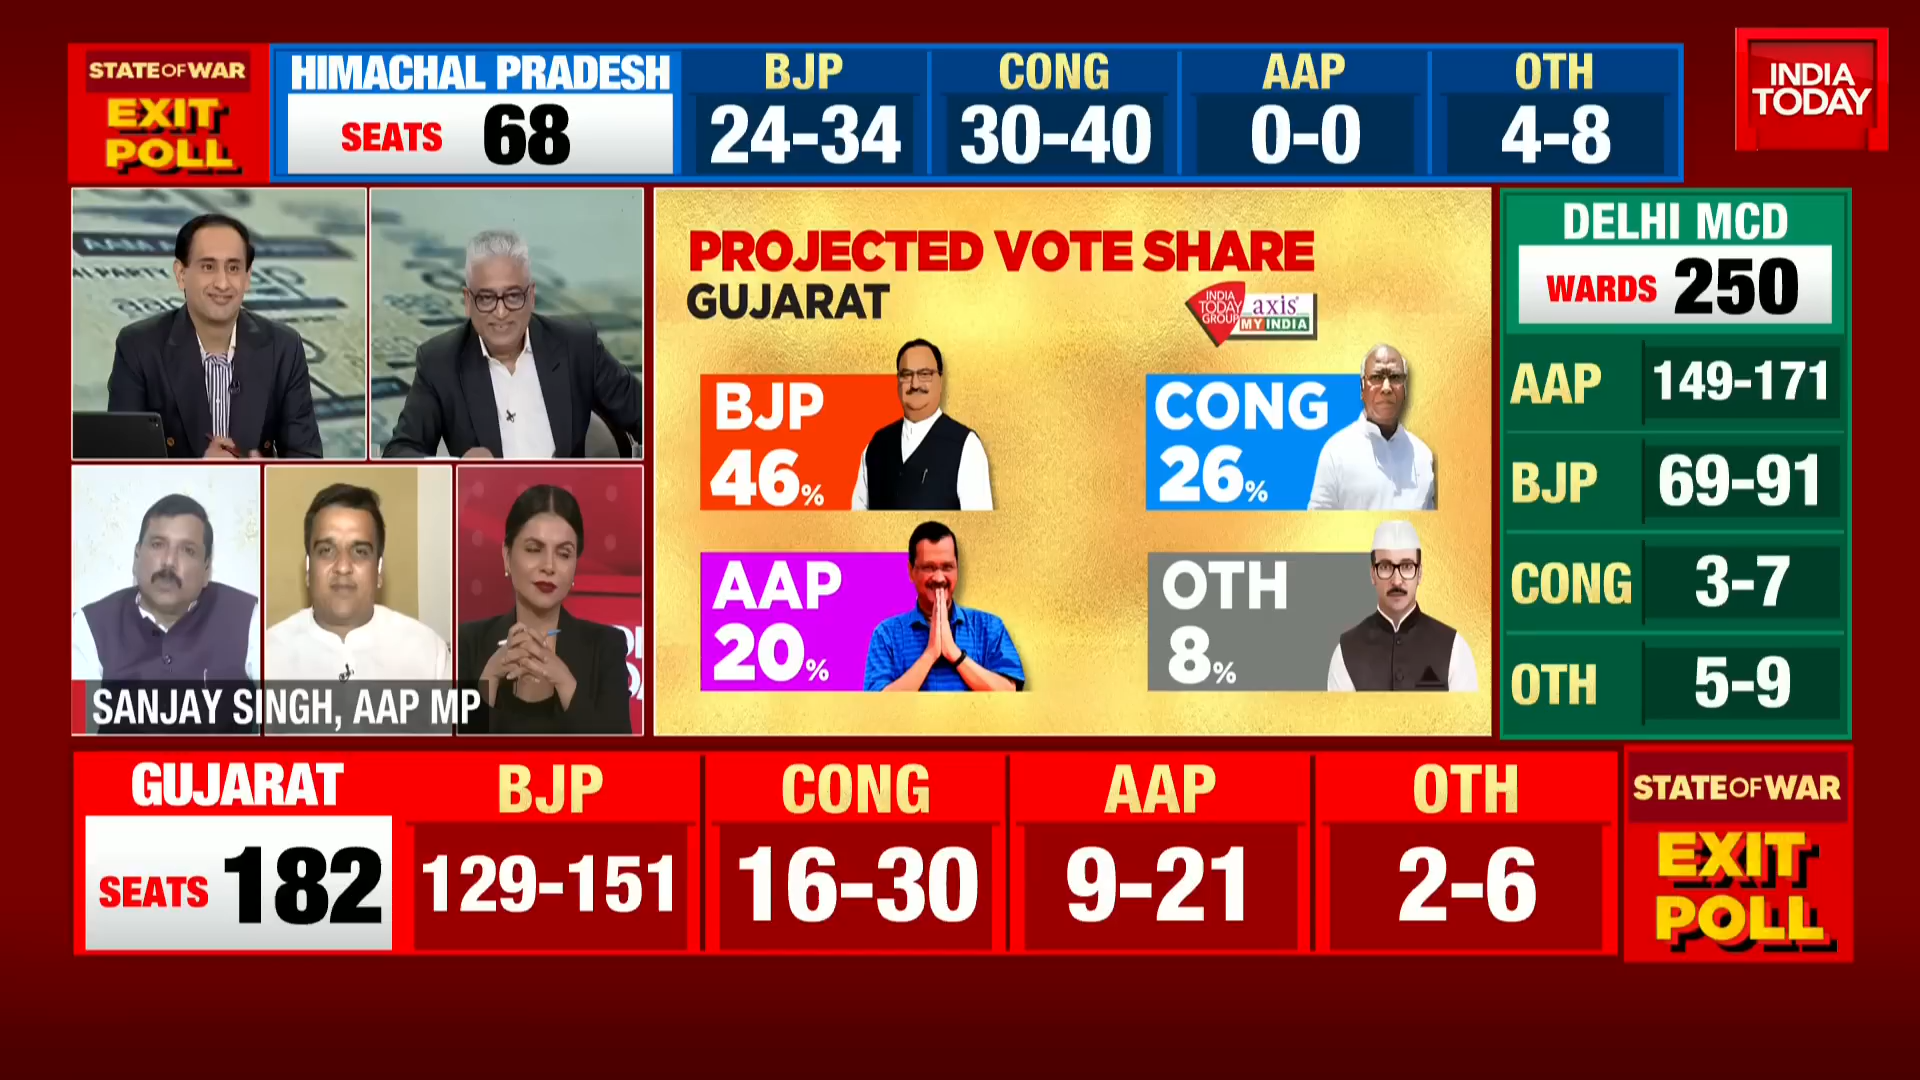 STATE OF WAR
EXIT
POLL
HIMACHAL PRADESH
SEATS 68
BJP
24-34
CONG
30-40
AAP
0-0
OTH
4-8
INDIA
TODAY
PROJECTED VOTE SHARE
GUJARAT
INDIA
TODAY
GROUP
axis
MY INDIA
BJP
46%
CONG
26%
AAP
20%
OTH
8%
SANJAY SINGH, AAP MP
DELHI MCD
WARDS 250
AAP 149-171
BJP 69-91
CONG 3-7
OTH 5-9
GUJARAT
SEATS 182
BJP
129-151
CONG
16-30
AAP
9-21
OTH
2-6
STATE OF WAR
EXIT
POLL